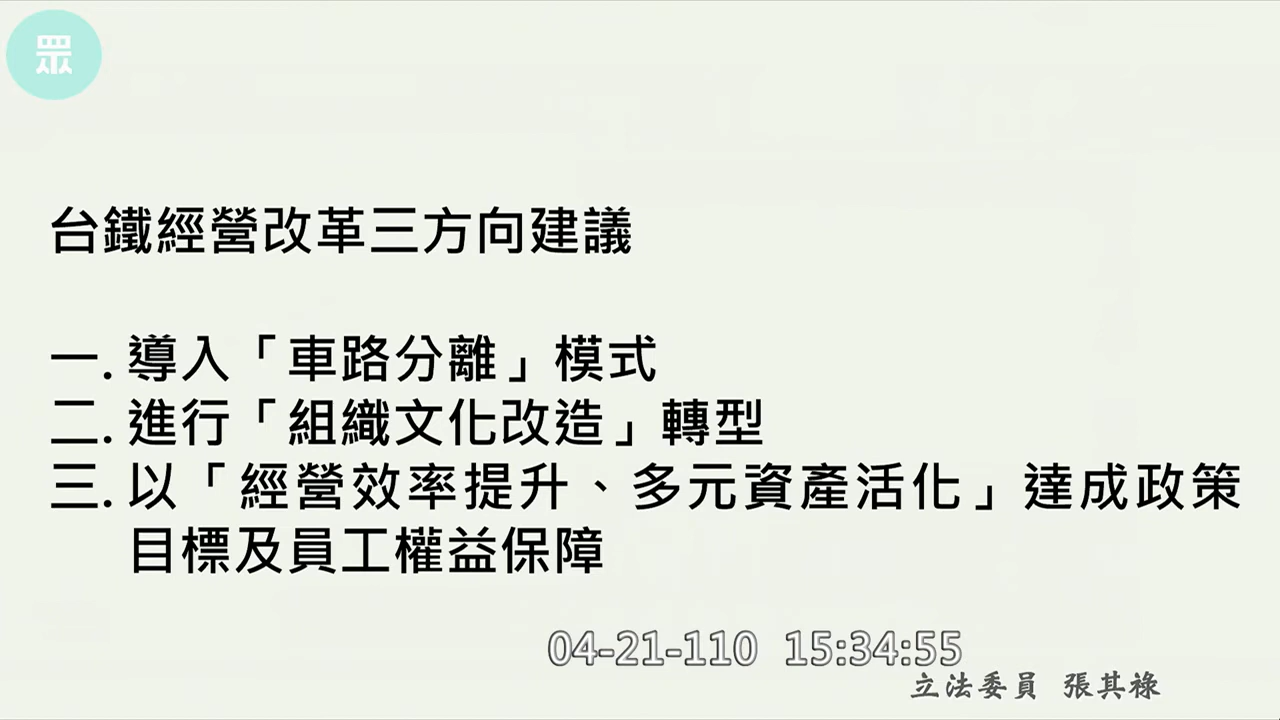 眾
台鐵經營改革三方向建議
一. 導入「車路分離」模式
二. 進行「組織文化改造」轉型
三. 以「經營效率提升、多元資產活化」達成政策
目標及員工權益保障
04-21-110 15:34:55
立法委員 張其祿